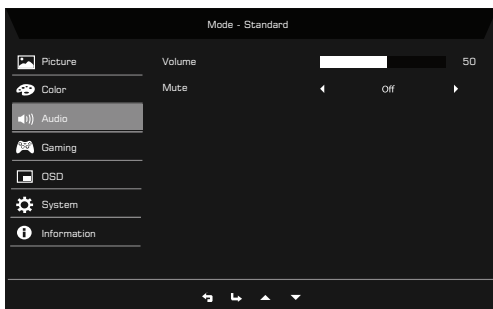 Mode - Standard
Picture
Volume 50
Color
Mute Off
Audio
Gaming
OSD
System
Information